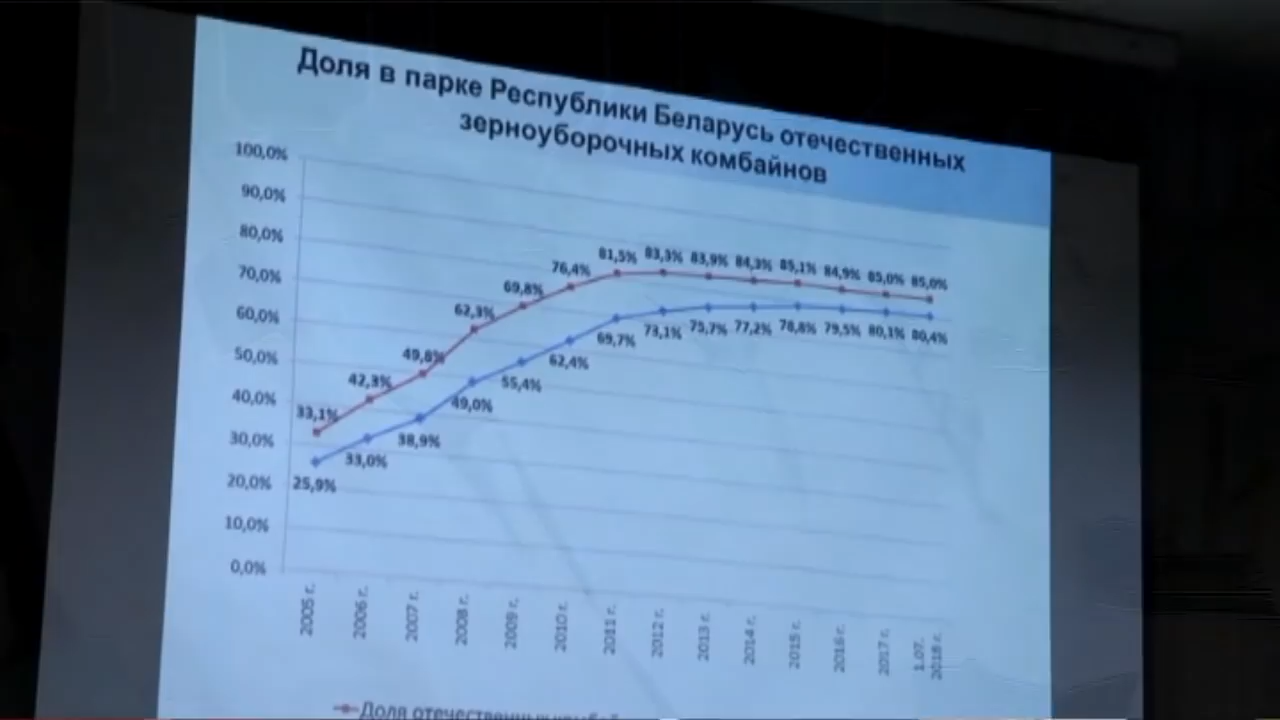 Доля в парке Республики Беларусь отечественных
зерноуборочных комбайнов
100,0%
90,0%
80,0%
70,0%
60,0%
50,0%
40,0%
30,0%
20,0%
10,0%
0,0%
33,1% 42,3% 49,8% 62,3% 69,8% 76,4% 81,5% 83,3% 83,9% 84,3% 85,1% 84,9% 85,0% 85,0%
25,9% 33,0% 38,9% 49,0% 55,4% 62,4% 69,7% 73,1% 75,7% 77,2% 78,8% 79,5% 80,1% 80,4%
2005 г. 2006 г. 2007 г. 2008 г. 2009 г. 2010 г. 2011 г. 2012 г. 2013 г. 2014 г. 2015 г. 2016 г. 2017 г. 1.07. 2018 г.
Доля отечественных